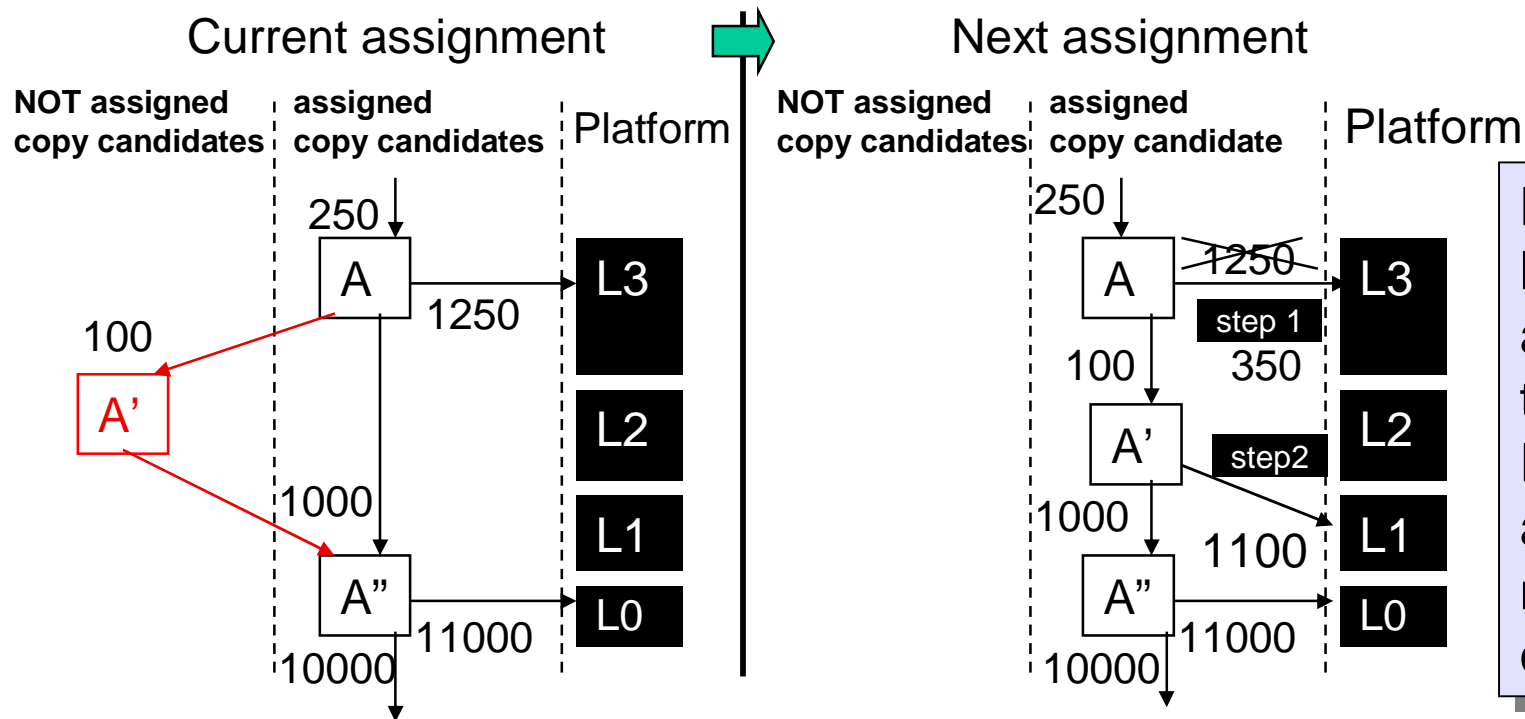 Current assignment
NOT assigned
copy candidates
assigned
copy candidates
Platform
250
A
1250
L3
100
A’
L2
1000
L1
A”
11000
L0
10000
Next assignment
NOT assigned
copy candidates
assigned
copy candidate
Platform
250
A
1250
L3
step 1
100
350
A’
L2
step2
1000
1100
L1
A”
11000
L0
10000